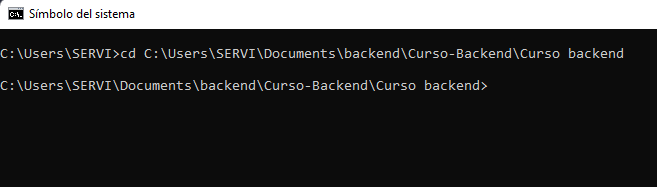 Símbolo del sistema
C:\Users\SERVI>cd C:\Users\SERVI\Documents\backend\Curso-Backend\Curso backend
C:\Users\SERVI\Documents\backend\Curso-Backend\Curso backend>